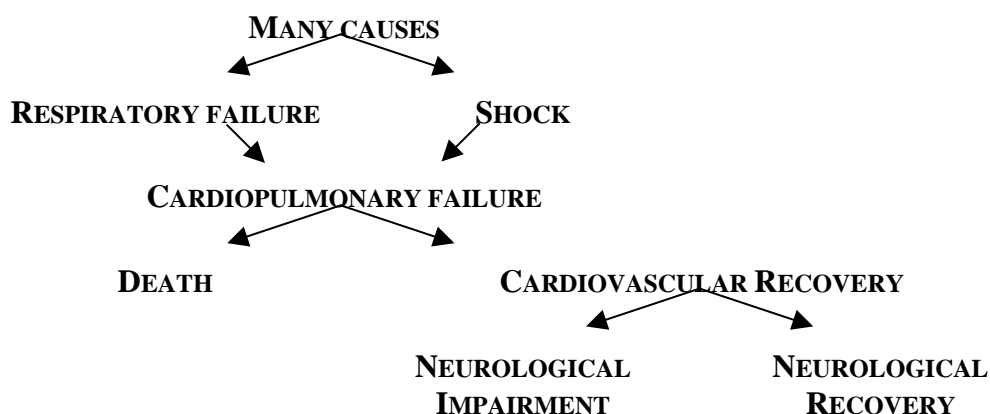 MANY CAUSES
RESPIRATORY FAILURE SHOCK
CARDIOPULMONARY FAILURE
DEATH CARDIOVASCULAR RECOVERY
NEUROLOGICAL NEUROLOGICAL
IMPAIRMENT RECOVERY